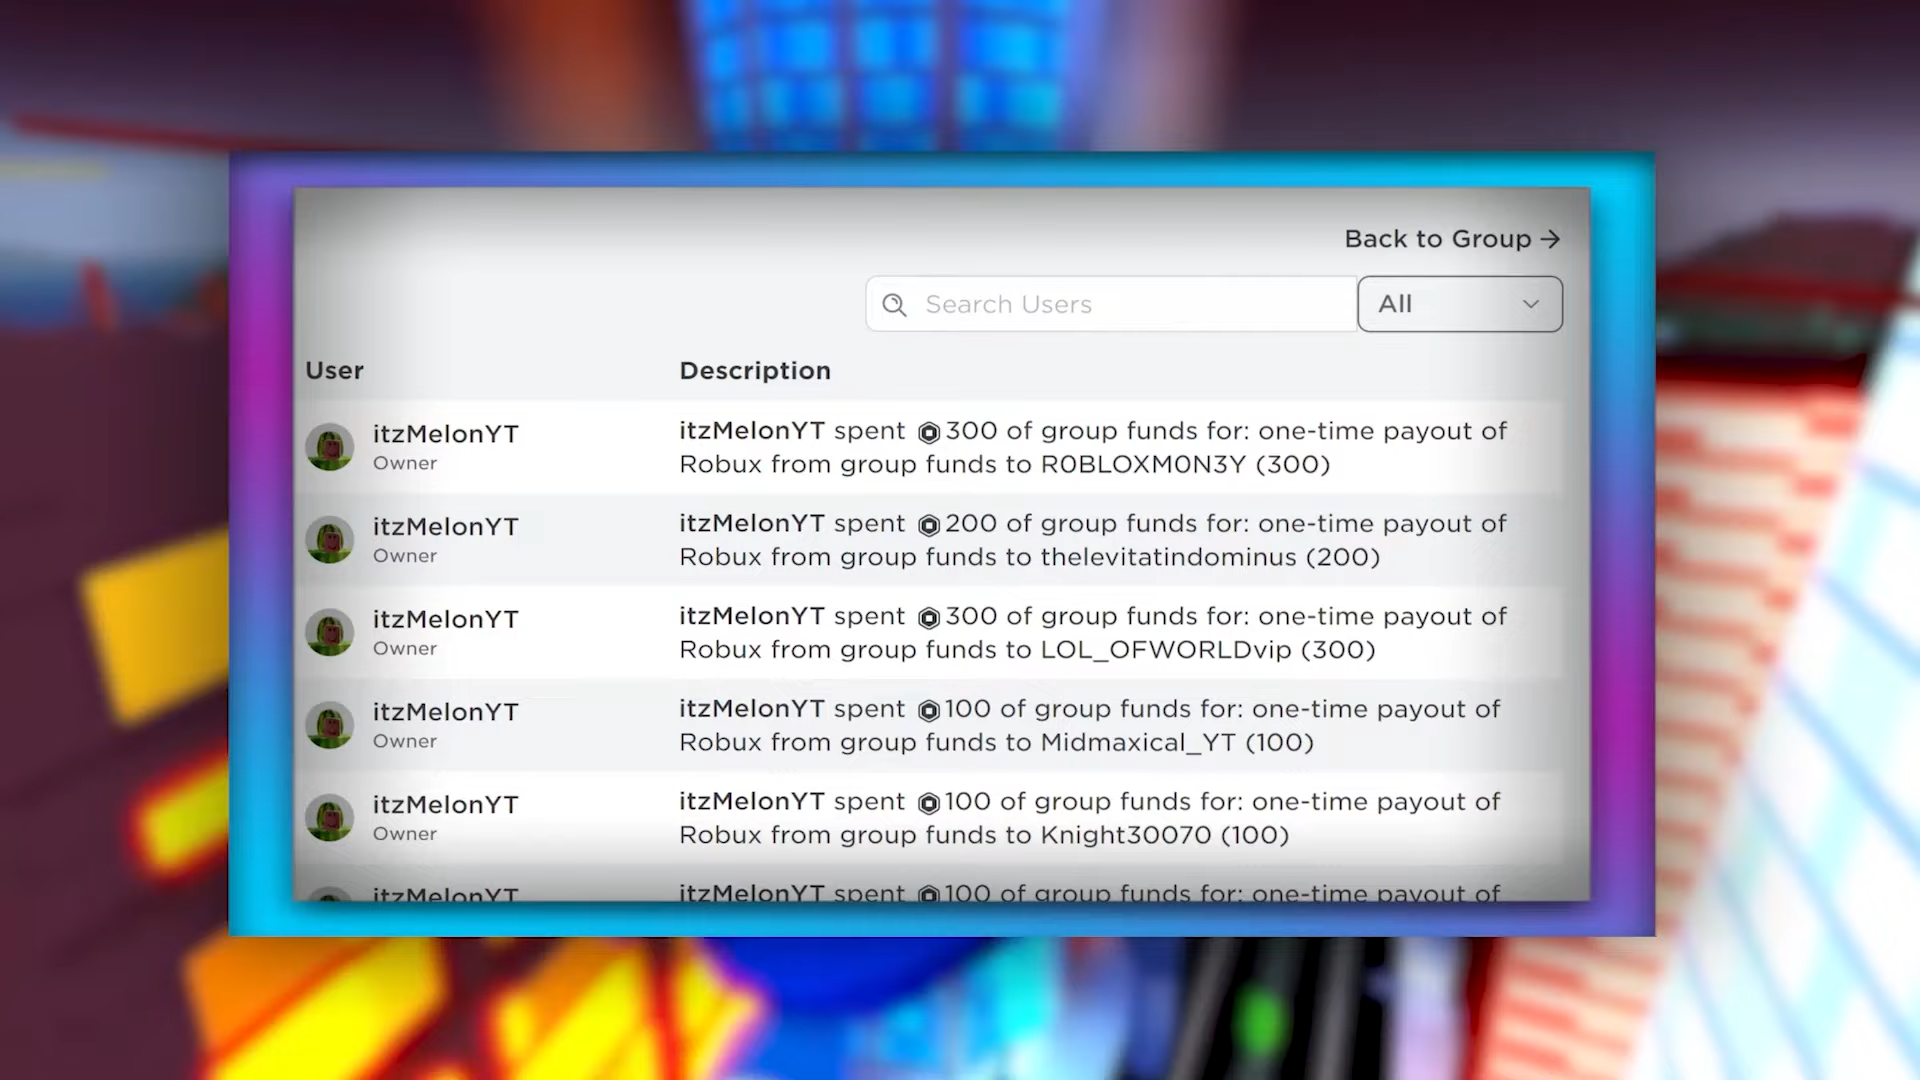 Back to Group
Search Users
All
User Description
itzMelonYT
Owner
itzMelonYT spent 300 of group funds for: one-time payout of
Robux from group funds to R0BLOXM0N3Y (300)
itzMelonYT
Owner
itzMelonYT spent 200 of group funds for: one-time payout of
Robux from group funds to thelevitatindominus (200)
itzMelonYT
Owner
itzMelonYT spent 300 of group funds for: one-time payout of
Robux from group funds to LOL_OFWORLDvip (300)
itzMelonYT
Owner
itzMelonYT spent 100 of group funds for: one-time payout of
Robux from group funds to Midmaxical_YT (100)
itzMelonYT
Owner
itzMelonYT spent 100 of group funds for: one-time payout of
Robux from group funds to Knight30070 (100)
itzMelonYT
itzMelonYT spent 100 of group funds for: one-time payout of